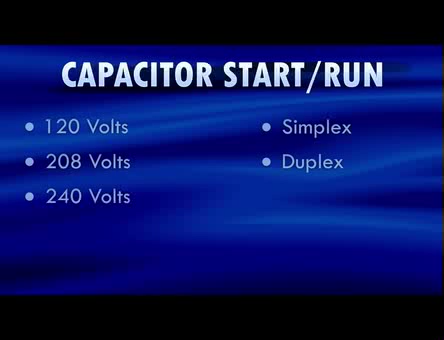 CAPACITOR START/RUN
120 Volts
208 Volts
240 Volts
Simplex
Duplex